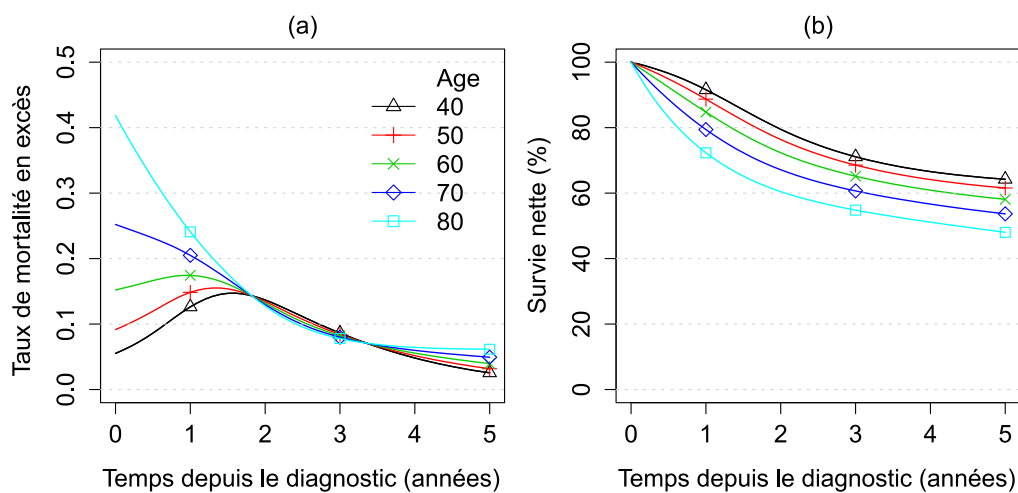 (a)
Taux de mortalité en excès
0.5
0.4
0.3
0.2
0.1
0.0
Age
40
50
60
70
80
0 1 2 3 4 5
Temps depuis le diagnostic (années)
(b)
Survie nette (%)
100
80
60
40
20
0
0 1 2 3 4 5
Temps depuis le diagnostic (années)